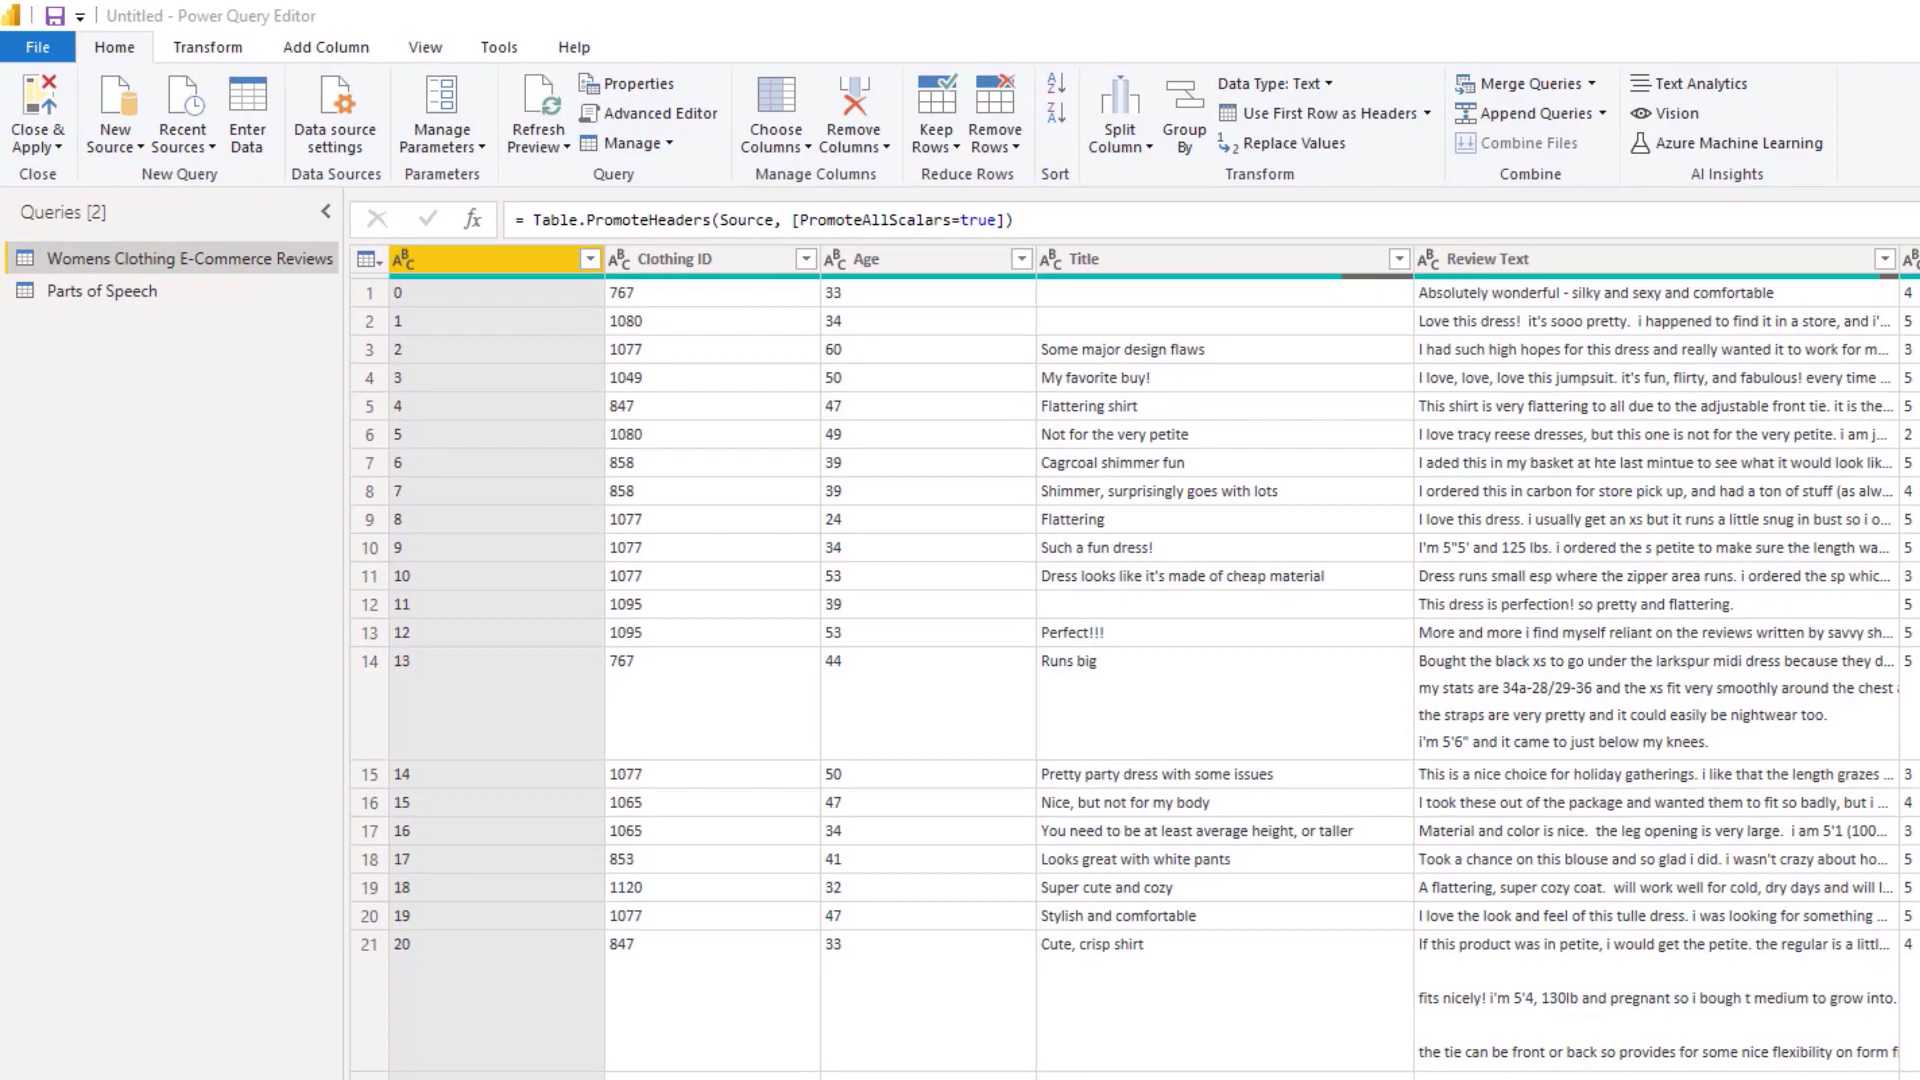 Untitled - Power Query Editor
File Home Transform Add Column View Tools Help
Close & Apply
New Source
Recent Sources
Enter Data
Data source settings
Manage Parameters
Refresh Preview
Properties
Advanced Editor
Manage
Choose Columns
Remove Columns
Keep Rows
Remove Rows
Split Column
Group By
Data Type: Text
Use First Row as Headers
Replace Values
Merge Queries
Append Queries
Combine Files
Text Analytics
Vision
Azure Machine Learning
Close New Query Data Sources Parameters Query Manage Columns Reduce Rows Sort Transform Combine AI Insights
Queries [2]
Womens Clothing E-Commerce Reviews
Parts of Speech
fx = Table.PromoteHeaders(Source, [PromoteAllScalars=true])
ABC ABC Clothing ID ABC Age ABC Title ABC Review Text
1 0 767 33 Absolutely wonderful - silky and sexy and comfortable 4
2 1 1080 34 Love this dress! it's sooo pretty. i happened to find it in a store, and i'... 5
3 2 1077 60 Some major design flaws I had such high hopes for this dress and really wanted it to work for m... 3
4 3 1049 50 My favorite buy! I love, love, love this jumpsuit. it's fun, flirty, and fabulous! every time ... 5
5 4 847 47 Flattering shirt This shirt is very flattering to all due to the adjustable front tie. it is the... 5
6 5 1080 49 Not for the very petite I love tracy reese dresses, but this one is not for the very petite. i am j... 2
7 6 858 39 Cagrcoal shimmer fun I aded this in my basket at hte last mintue to see what it would look lik... 5
8 7 858 39 Shimmer, surprisingly goes with lots I ordered this in carbon for store pick up, and had a ton of stuff (as alw... 4
9 8 1077 24 Flattering I love this dress. i usually get an xs but it runs a little snug in bust so i o... 5
10 9 1077 34 Such a fun dress! I'm 5"5' and 125 lbs. i ordered the s petite to make sure the length wa... 5
11 10 1077 53 Dress looks like it's made of cheap material Dress runs small esp where the zipper area runs. i ordered the sp whic... 3
12 11 1095 39 This dress is perfection! so pretty and flattering. 5
13 12 1095 53 Perfect!!! More and more i find myself reliant on the reviews written by savvy sh... 5
14 13 767 44 Runs big Bought the black xs to go under the larkspur midi dress because they d... 5
my stats are 34a-28/29-36 and the xs fit very smoothly around the chest
the straps are very pretty and it could easily be nightwear too.
i'm 5'6" and it came to just below my knees.
15 14 1077 50 Pretty party dress with some issues This is a nice choice for holiday gatherings. i like that the length grazes ... 3
16 15 1065 47 Nice, but not for my body I took these out of the package and wanted them to fit so badly, but i ... 4
17 16 1065 34 You need to be at least average height, or taller Material and color is nice. the leg opening is very large. i am 5'1 (100... 3
18 17 853 41 Looks great with white pants Took a chance on this blouse and so glad i did. i wasn't crazy about ho... 5
19 18 1120 32 Super cute and cozy A flattering, super cozy coat. will work well for cold, dry days and will l... 5
20 19 1077 47 Stylish and comfortable I love the look and feel of this tulle dress. i was looking for something ... 5
21 20 847 33 Cute, crisp shirt If this product was in petite, i would get the petite. the regular is a littl... 4
fits nicely! i'm 5'4, 130lb and pregnant so i bough t medium to grow into.
the tie can be front or back so provides for some nice flexibility on form